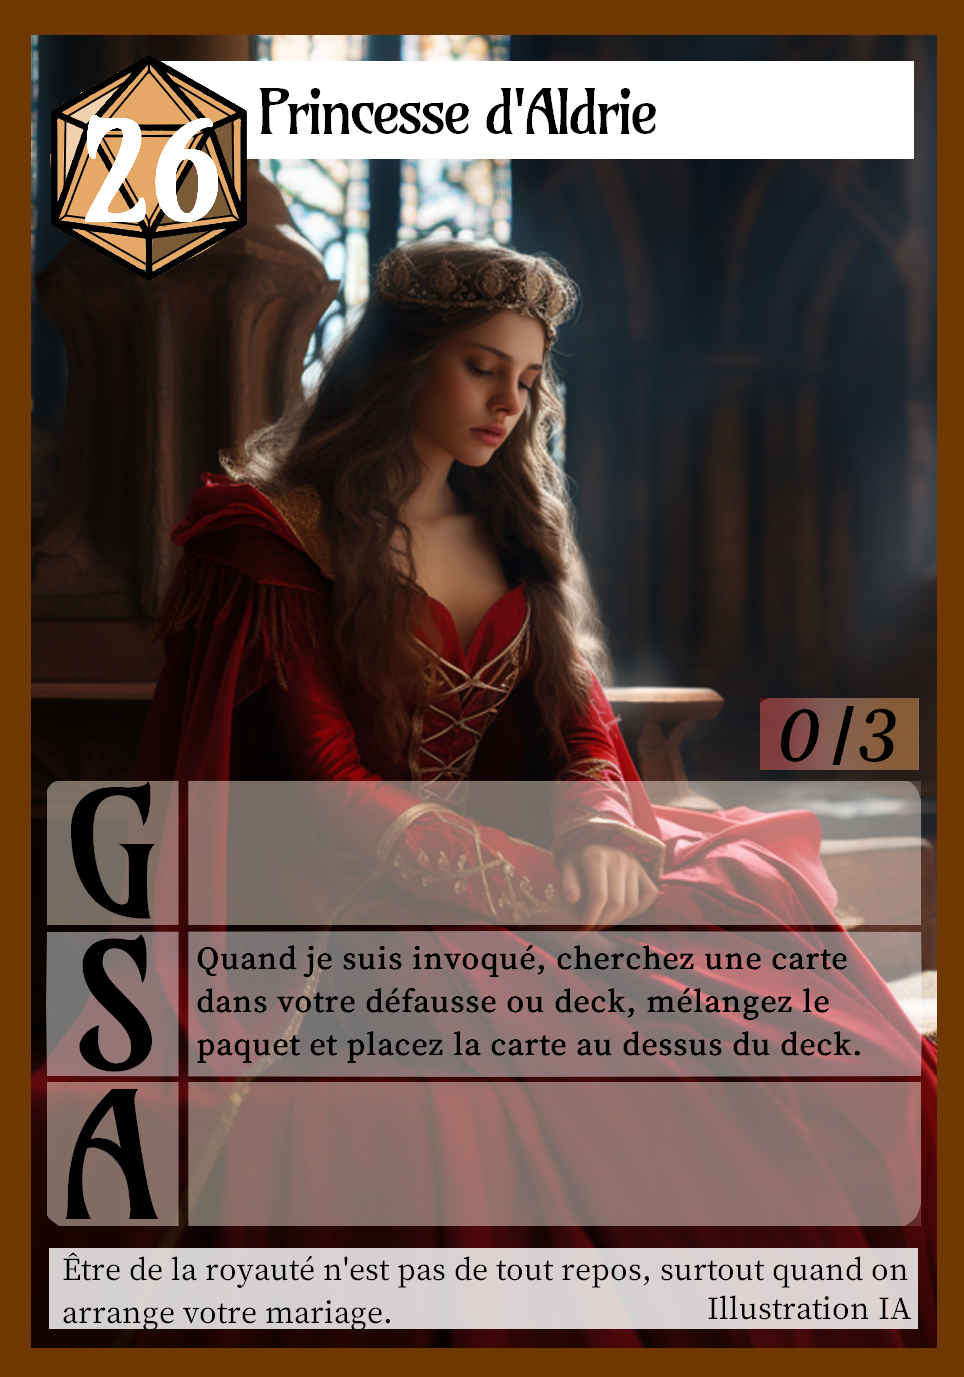 26
Princesse d'Aldrie
0/3
G
S
Quand je suis invoqué, cherchez une carte
dans votre défausse ou deck, mélangez le
paquet et placez la carte au dessus du deck.
A
Être de la royauté n'est pas de tout repos, surtout quand on
arrange votre mariage.
Illustration IA